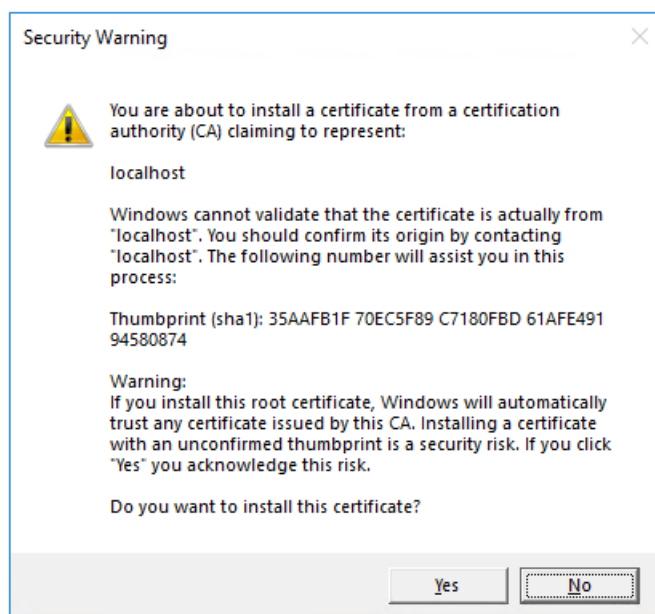 Security Warning
You are about to install a certificate from a certification
authority (CA) claiming to represent:
localhost
Windows cannot validate that the certificate is actually from
"localhost". You should confirm its origin by contacting
"localhost". The following number will assist you in this
process:
Thumbprint (sha1): 35AAFB1F 70EC5F89 C7180FBD 61AFE491
94580874
Warning:
If you install this root certificate, Windows will automatically
trust any certificate issued by this CA. Installing a certificate
with an unconfirmed thumbprint is a security risk. If you click
"Yes" you acknowledge this risk.
Do you want to install this certificate?
Yes
No